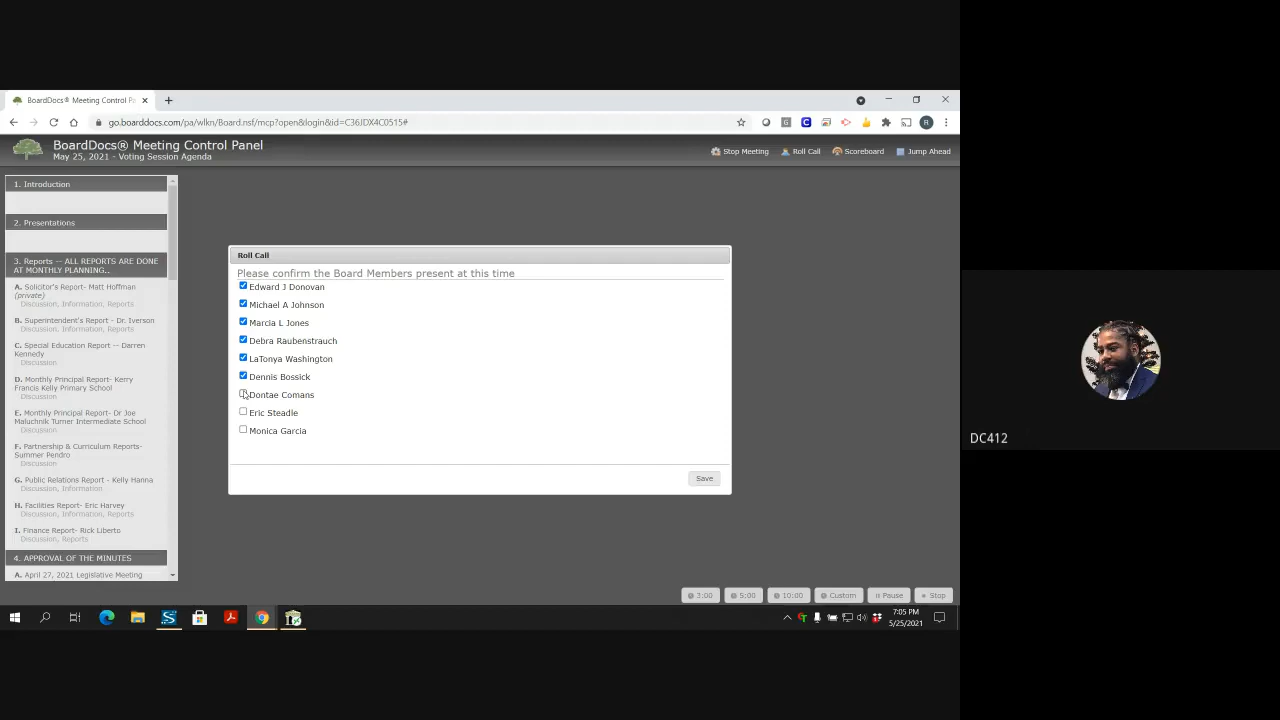 BoardDocs® Meeting Control Pa
go.boarddocs.com/pa/wlkn/Board.nsf/mcp?open&login&id=C36JDX4C0515#
BoardDocs® Meeting Control Panel
May 25, 2021 - Voting Session Agenda
Stop Meeting
Roll Call
Scoreboard
Jump Ahead
1. Introduction
2. Presentations
3. Reports -- ALL REPORTS ARE DONE
AT MONTHLY PLANNING..
A. Solicitor's Report- Matt Hoffman
(private)
Discussion, Information, Reports
B. Superintendent's Report - Dr. Iverson
Discussion, Information, Reports
C. Special Education Report -- Darren
Kennedy
Discussion
D. Monthly Principal Report- Kerry
Francis Kelly Primary School
Discussion
E. Monthly Principal Report- Dr Joe
Maluchnik Turner Intermediate School
Discussion
F. Partnership & Curriculum Reports-
Summer Pendro
Discussion
G. Public Relations Report - Kelly Hanna
Discussion, Information
H. Facilities Report- Eric Harvey
Discussion, Information, Reports
I. Finance Report- Rick Liberto
Discussion, Reports
4. APPROVAL OF THE MINUTES
A. April 27, 2021 Legislative Meeting
Roll Call
Please confirm the Board Members present at this time
Edward J Donovan
Michael A Johnson
Marcia L Jones
Debra Raubenstrauch
LaTonya Washington
Dennis Bossick
Dontae Comans
Eric Steadle
Monica Garcia
Save
3:00
5:00
10:00
Custom
Pause
Stop
7:05 PM
5/25/2021
DC412